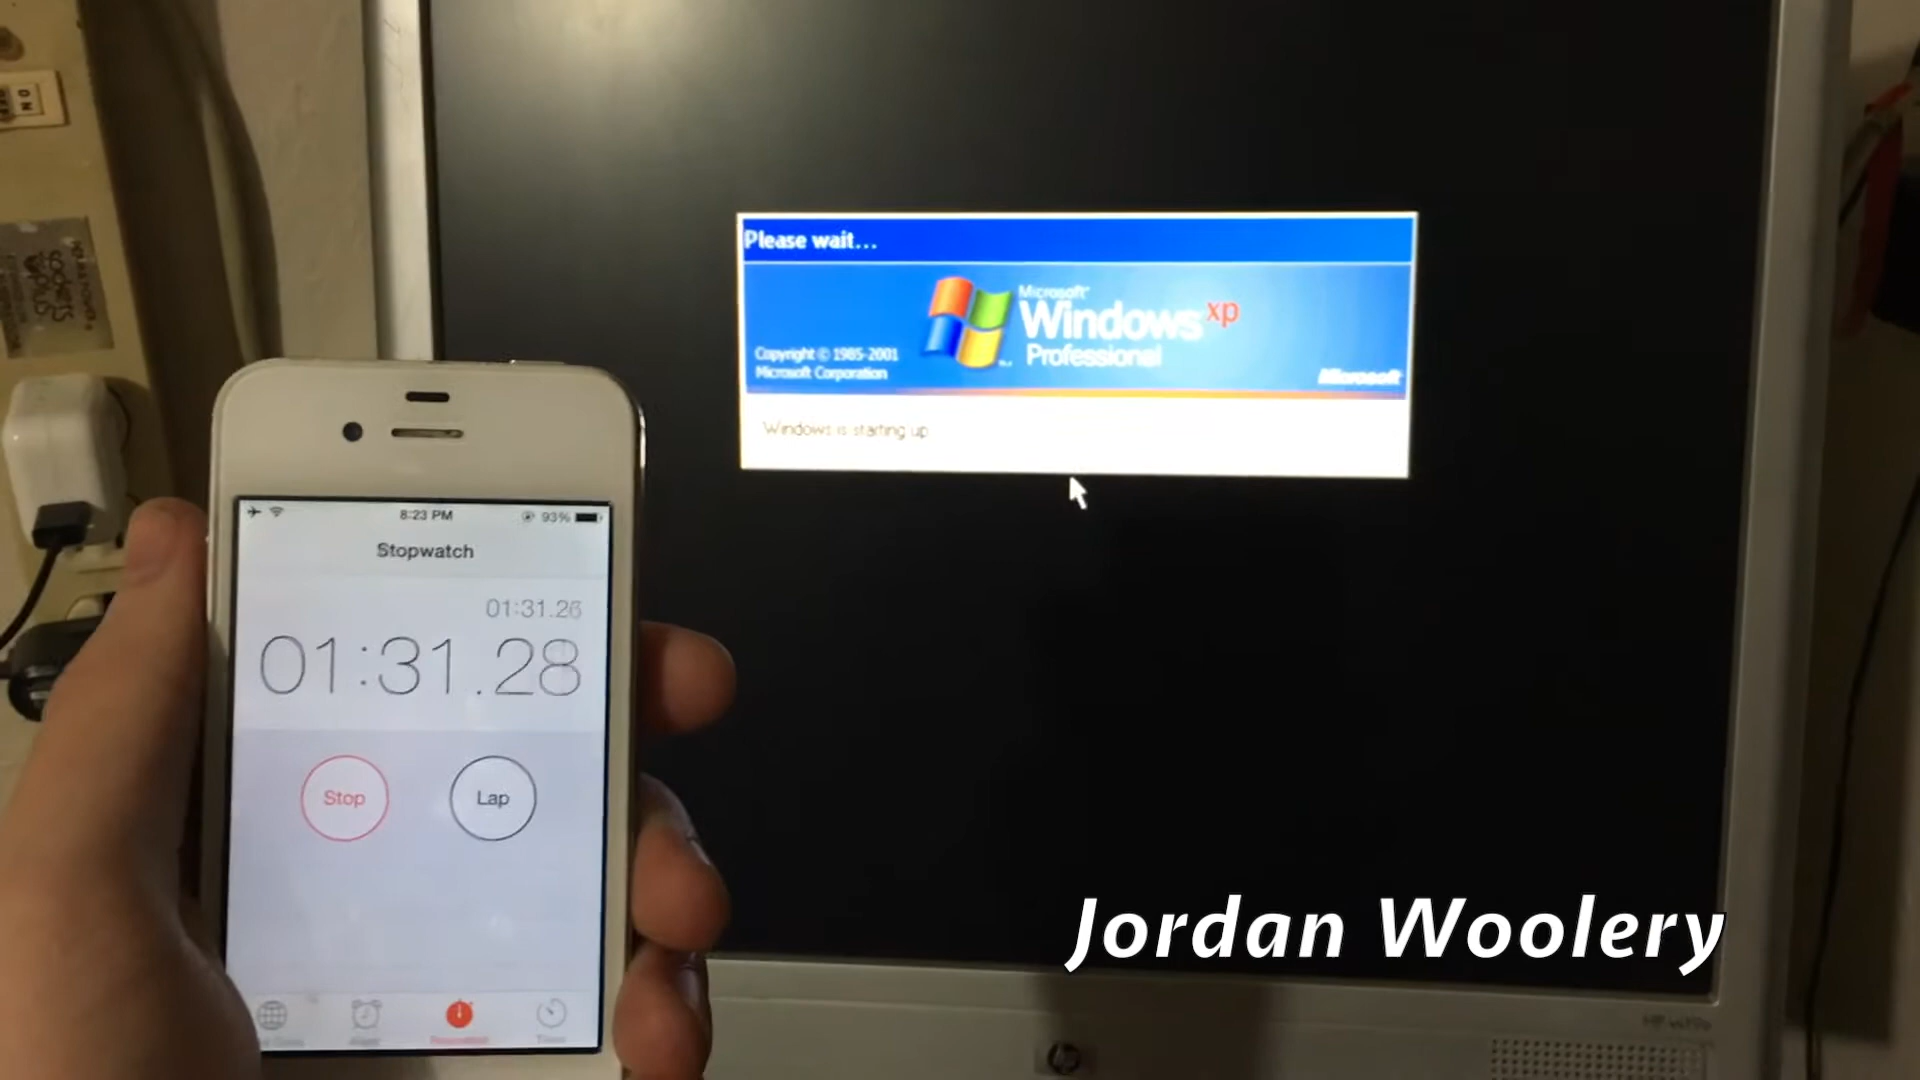 Please wait...
Microsoft®
Windows xp
Professional
Copyright © 1985-2001
Microsoft Corporation
Microsoft
Windows is starting up
8:23 PM
93%
Stopwatch
01:31.26
01:31.28
Stop
Lap
Jordan Woolery
hp